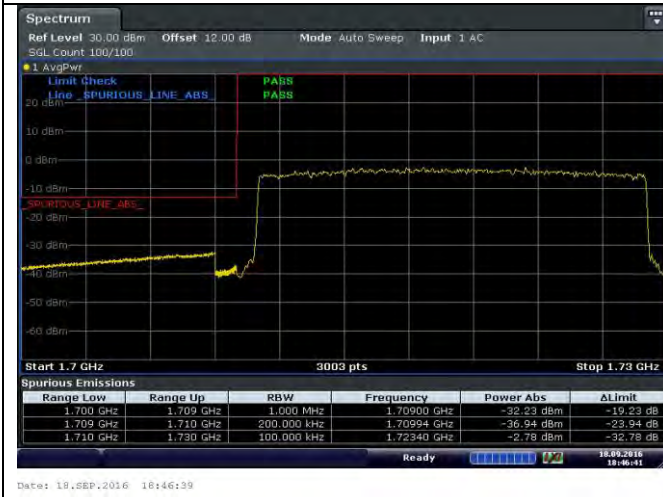 Spectrum
Ref Level 30.00 dBm Offset 12.00 dB Mode Auto Sweep Input 1 AC
SGL Count 100/100
1 AvgPwr
Limit Check PASS
Line _SPURIOUS_LINE_ABS_ PASS
20 dBm
10 dBm
0 dBm
-10 dBm
_SPURIOUS_LINE_ABS_
-20 dBm
-30 dBm
-40 dBm
-50 dBm
-60 dBm
Start 1.7 GHz 3003 pts Stop 1.73 GHz
Spurious Emissions
Range Low Range Up RBW Frequency Power Abs ΔLimit
1.700 GHz 1.709 GHz 1.000 MHz 1.70900 GHz -32.23 dBm -19.23 dB
1.709 GHz 1.710 GHz 200.000 kHz 1.70994 GHz -36.94 dBm -23.94 dB
1.710 GHz 1.730 GHz 100.000 kHz 1.72340 GHz -2.78 dBm -32.78 dB
Ready 18.09.2016
18:46:41
Date: 18.SEP.2016 18:46:39